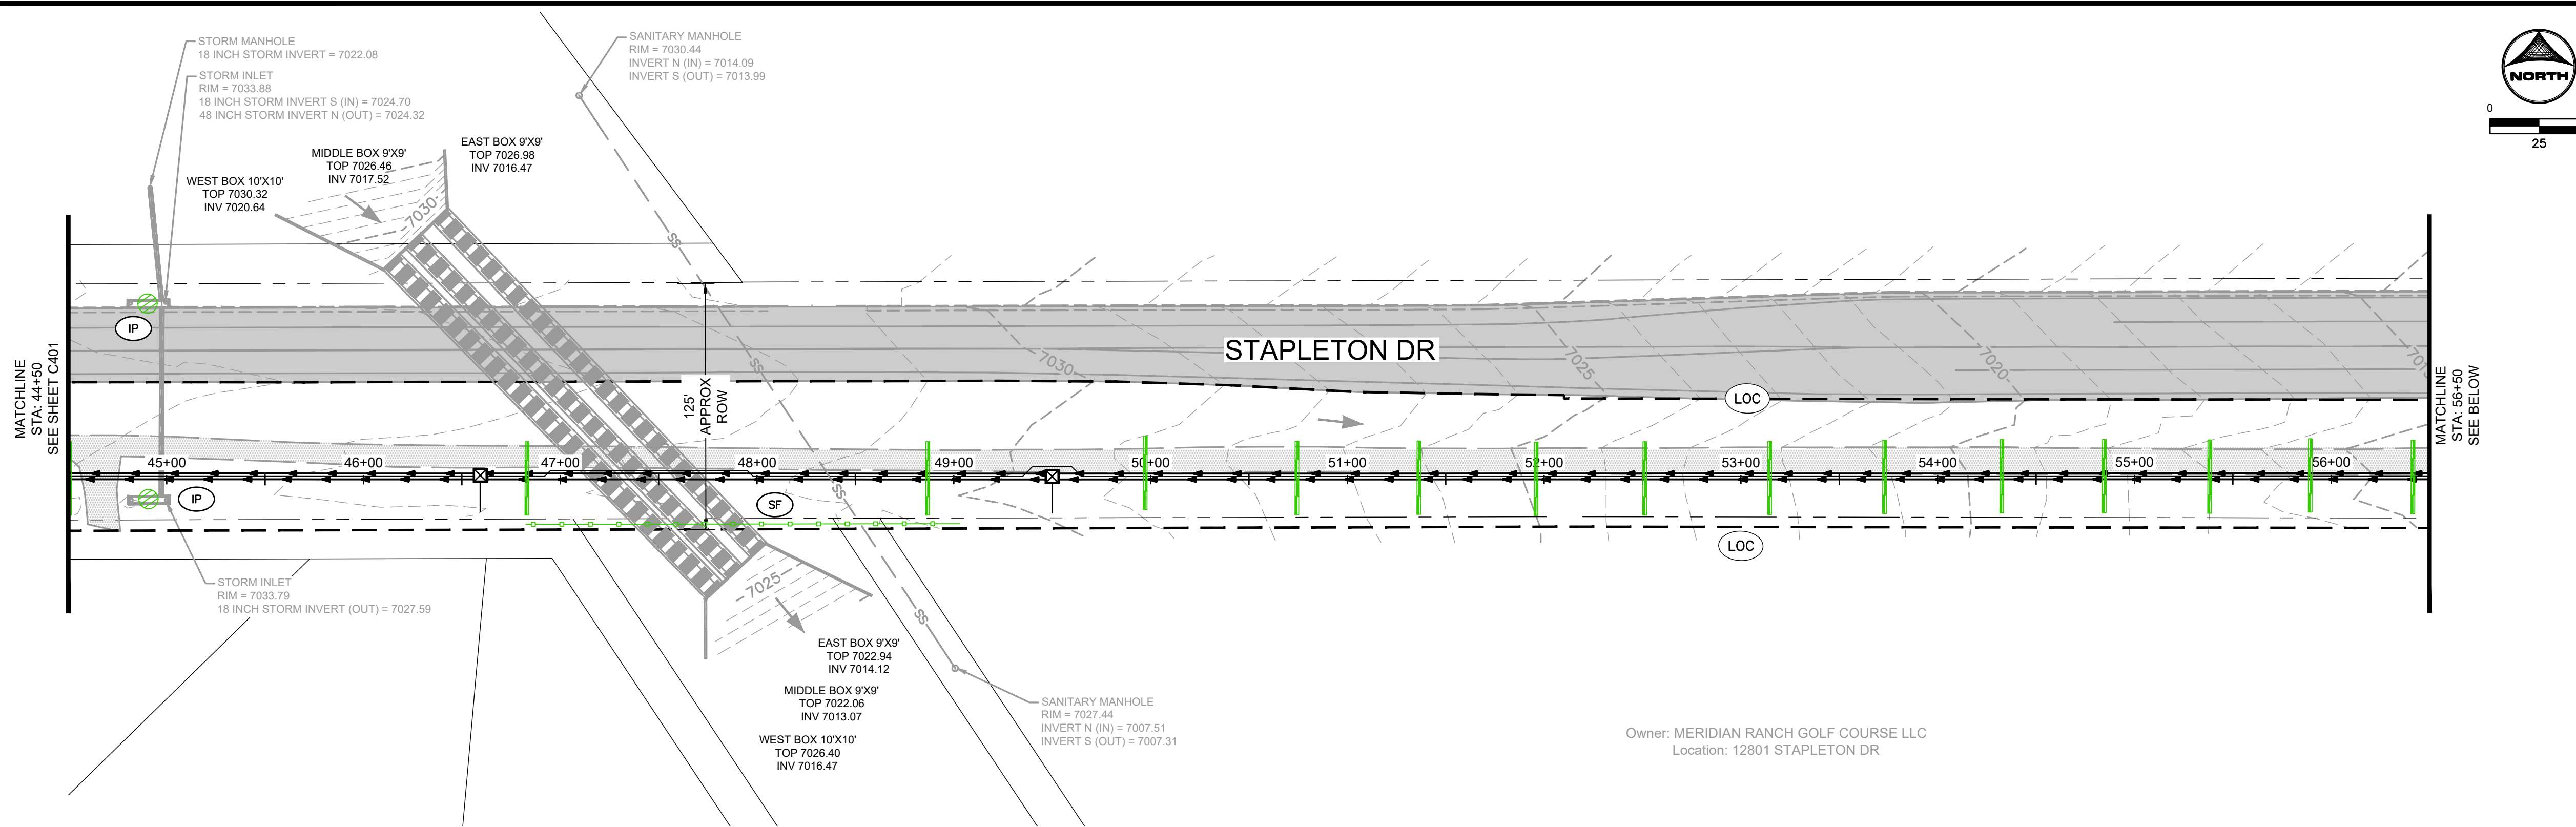 STORM MANHOLE
18 INCH STORM INVERT = 7022.08
STORM INLET
RIM = 7033.88
18 INCH STORM INVERT S (IN) = 7024.70
48 INCH STORM INVERT N (OUT) = 7024.32
SANITARY MANHOLE
RIM = 7030.44
INVERT N (IN) = 7014.09
INVERT S (OUT) = 7013.99
NORTH
0
25
WEST BOX 10'X10'
TOP 7030.32
INV 7020.64
MIDDLE BOX 9'X9'
TOP 7026.46
INV 7017.52
EAST BOX 9'X9'
TOP 7026.98
INV 7016.47
7030
SS
IP
STAPLETON DR
7030
7025
7020
SS
LOC
125'
APPROX
ROW
MATCHLINE
STA: 44+50
SEE SHEET C401
MATCHLINE
STA: 56+50
SEE BELOW
45+00
46+00
47+00
48+00
49+00
50+00
51+00
52+00
53+00
54+00
55+00
56+00
IP
SF
SS
LOC
STORM INLET
RIM = 7033.79
18 INCH STORM INVERT (OUT) = 7027.59
7025
SS
EAST BOX 9'X9'
TOP 7022.94
INV 7014.12
MIDDLE BOX 9'X9'
TOP 7022.06
INV 7013.07
WEST BOX 10'X10'
TOP 7026.40
INV 7016.47
SANITARY MANHOLE
RIM = 7027.44
INVERT N (IN) = 7007.51
INVERT S (OUT) = 7007.31
Owner: MERIDIAN RANCH GOLF COURSE LLC
Location: 12801 STAPLETON DR